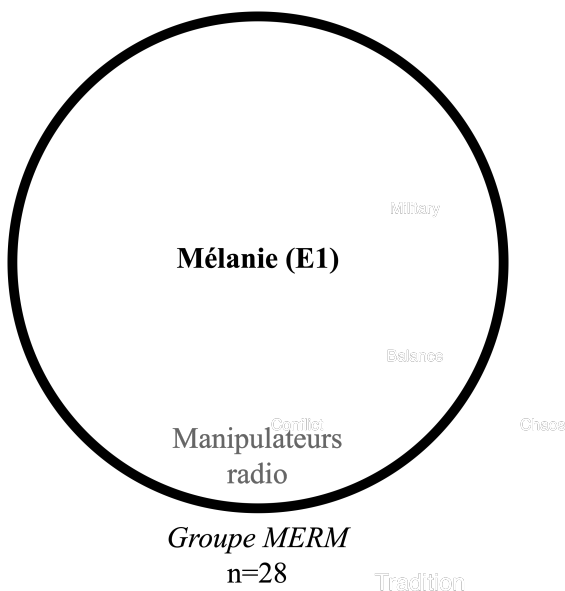 Military
Mélanie (E1)
Balance
Conflict
Chaos
Manipulateurs
radio
Groupe MERM
n=28
Tradition